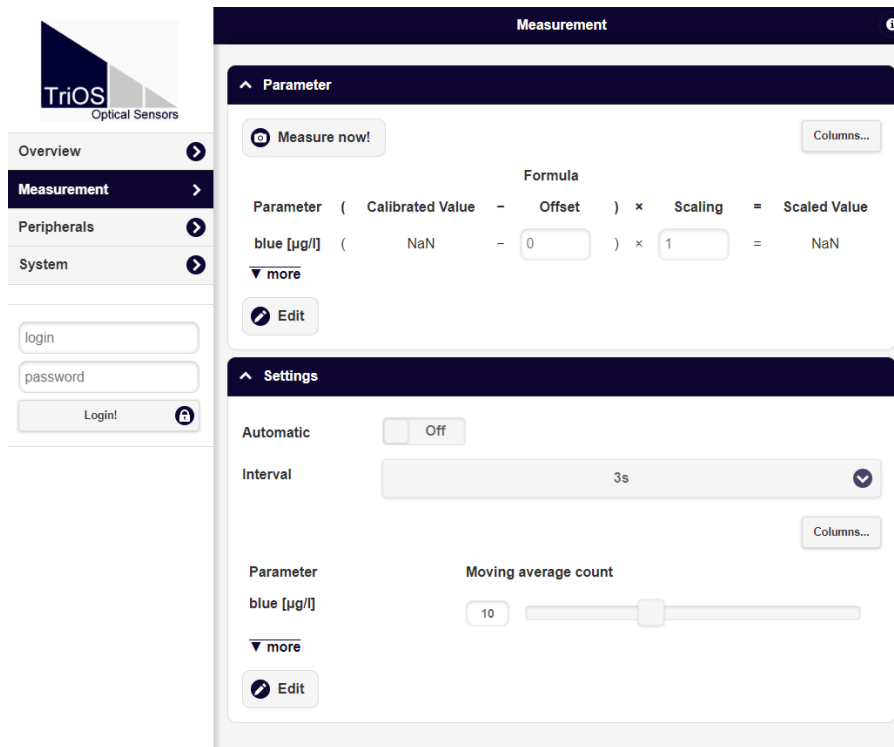 TriOS
Optical Sensors
Overview
Measurement
Peripherals
System
login
password
Login!
Measurement
Parameter
Measure now!
Columns...
Formula
Parameter ( Calibrated Value − Offset ) × Scaling = Scaled Value
blue [µg/l] ( NaN − 0 ) × 1 = NaN
▼ more
Edit
Settings
Automatic Off
Interval 3s
Columns...
Parameter Moving average count
blue [µg/l] 10
▼ more
Edit